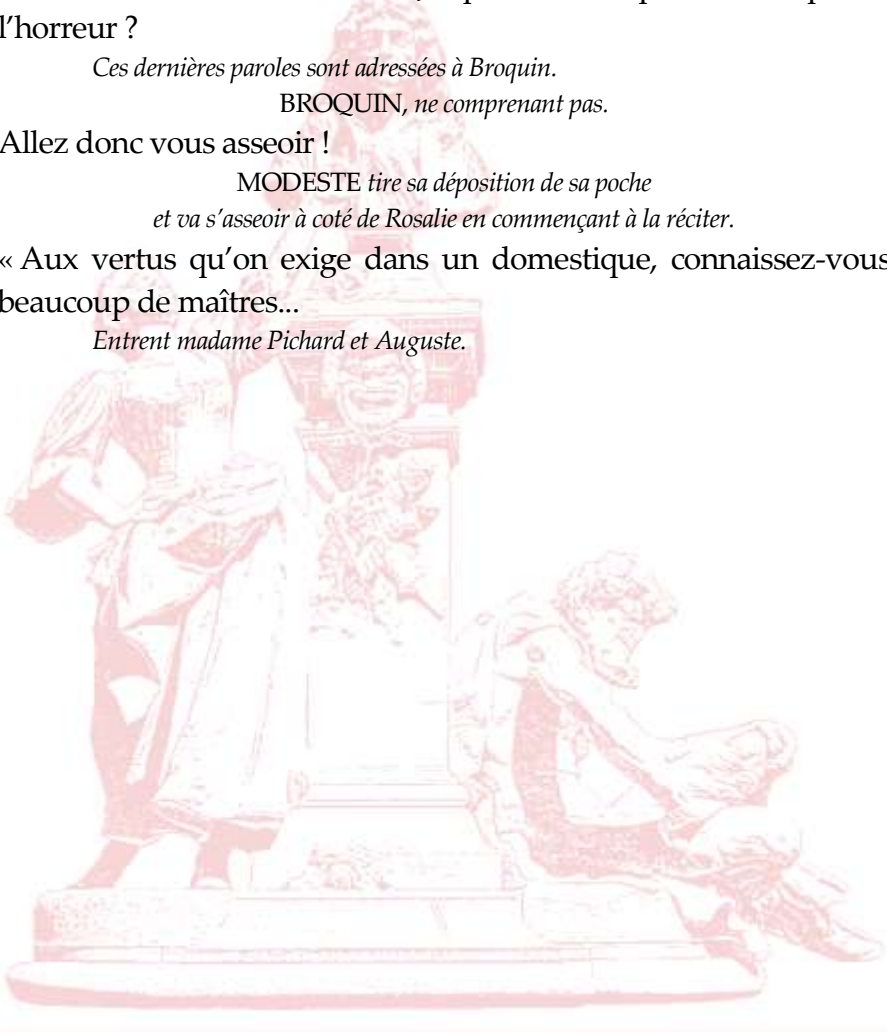 l’horreur ?
Ces dernières paroles sont adressées à Broquin.
BROQUIN, ne comprenant pas.
Allez donc vous asseoir !
MODESTE tire sa déposition de sa poche
et va s’asseoir à coté de Rosalie en commençant à la réciter.
« Aux vertus qu’on exige dans un domestique, connaissez-vous
beaucoup de maîtres...
Entrent madame Pichard et Auguste.